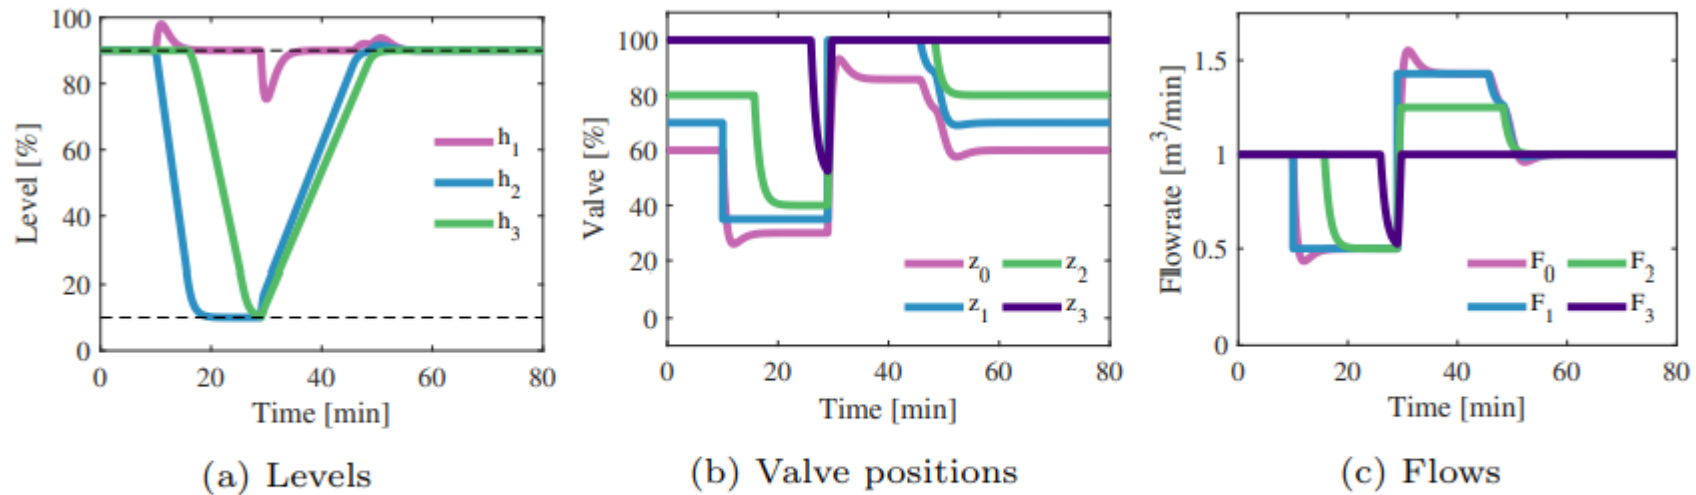 Level [%]
100
80
60
40
20
0
h1
h2
h3
0 20 40 60 80
Time [min]
(a) Levels
Valve [%]
100
80
60
40
20
0
z0 z2
z1 z3
0 20 40 60 80
Time [min]
(b) Valve positions
Flowrate [m³/min]
1.5
1
0.5
0
F0 F2
F1 F3
0 20 40 60 80
Time [min]
(c) Flows